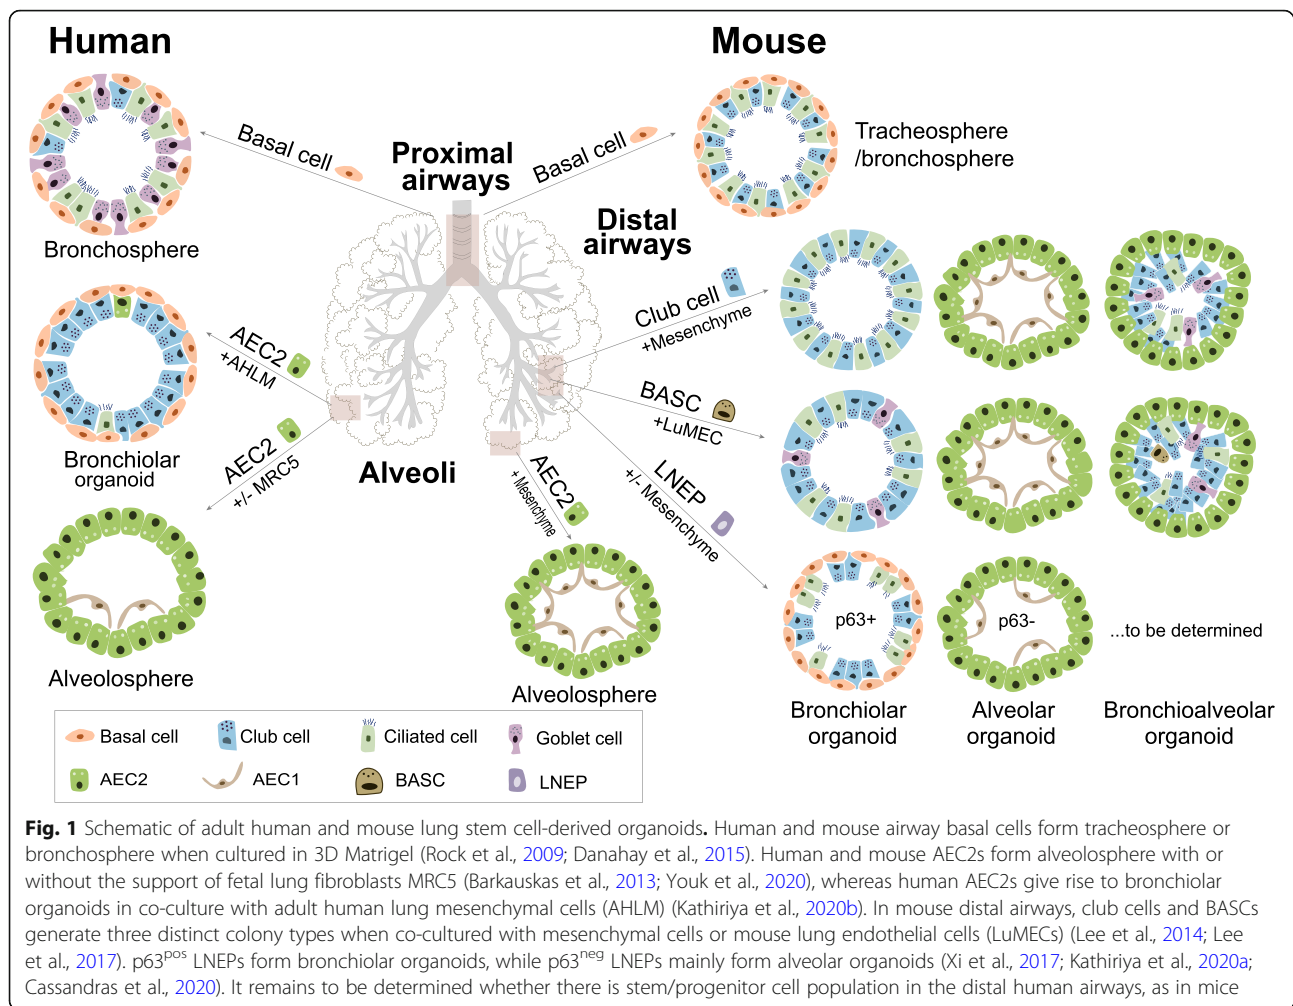 Human
Mouse
Basal cell
Proximal
airways
Basal cell
Tracheosphere
/bronchosphere
Bronchosphere
Distal
airways
Club cell
+Mesenchyme
AEC2
+AHLM
BASC
+LuMEC
AEC2
+/- MRC5
Bronchiolar
organoid
Alveoli
AEC2
+ Mesenchyme
LNEP
+/- Mesenchyme
p63+
p63-
...to be determined
Alveolosphere
Alveolosphere
Bronchiolar
organoid
Alveolar
organoid
Bronchioalveolar
organoid
Basal cell
Club cell
Ciliated cell
Goblet cell
AEC2
AEC1
BASC
LNEP
Fig. 1 Schematic of adult human and mouse lung stem cell-derived organoids. Human and mouse airway basal cells form tracheosphere or
bronchosphere when cultured in 3D Matrigel (Rock et al., 2009; Danahay et al., 2015). Human and mouse AEC2s form alveolosphere with or
without the support of fetal lung fibroblasts MRC5 (Barkauskas et al., 2013; Youk et al., 2020), whereas human AEC2s give rise to bronchiolar
organoids in co-culture with adult human lung mesenchymal cells (AHLM) (Kathiriya et al., 2020b). In mouse distal airways, club cells and BASCs
generate three distinct colony types when co-cultured with mesenchymal cells or mouse lung endothelial cells (LuMECs) (Lee et al., 2014; Lee
et al., 2017). p63pos LNEPs form bronchiolar organoids, while p63neg LNEPs mainly form alveolar organoids (Xi et al., 2017; Kathiriya et al., 2020a;
Cassandras et al., 2020). It remains to be determined whether there is stem/progenitor cell population in the distal human airways, as in mice